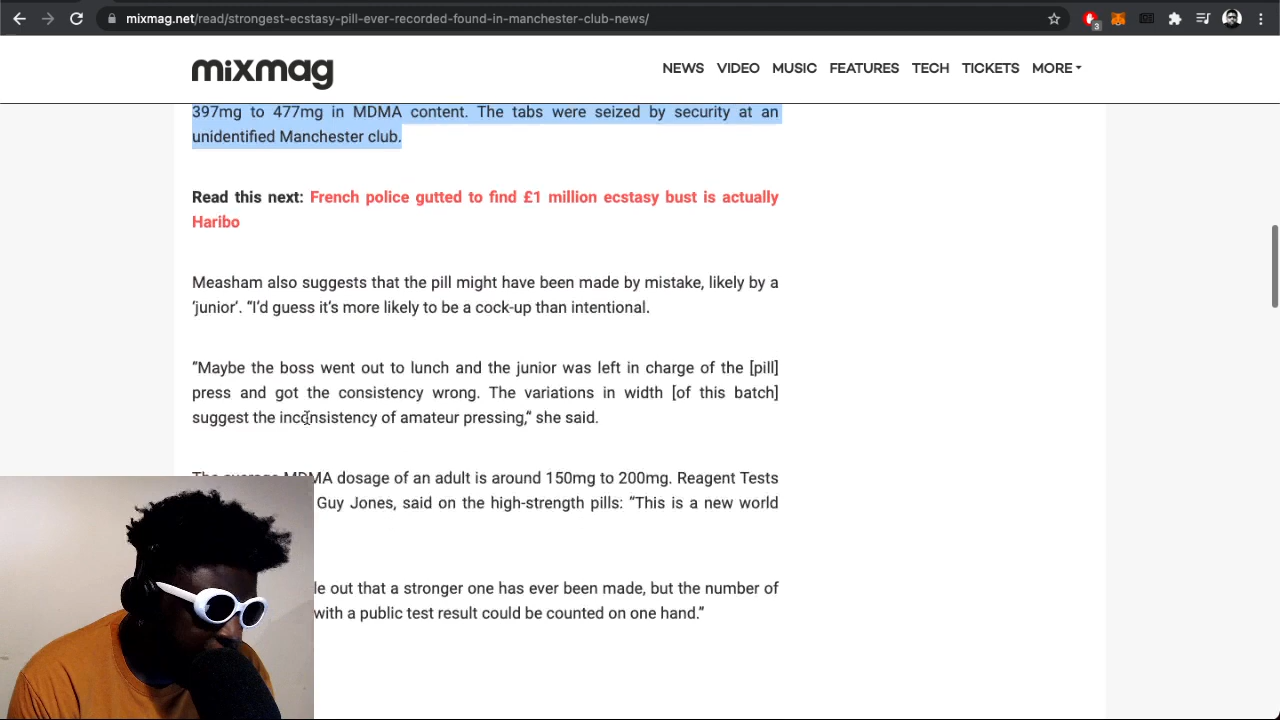 mixmag.net/read/strongest-ecstasy-pill-ever-recorded-found-in-manchester-club-news/
3
mixmag
NEWS VIDEO MUSIC FEATURES TECH TICKETS MORE
397mg to 477mg in MDMA content. The tabs were seized by security at an
unidentified Manchester club.
Read this next: French police gutted to find £1 million ecstasy bust is actually
Haribo
Measham also suggests that the pill might have been made by mistake, likely by a
‘junior’. “I’d guess it’s more likely to be a cock-up than intentional.
“Maybe the boss went out to lunch and the junior was left in charge of the [pill]
press and got the consistency wrong. The variations in width [of this batch]
suggest the inconsistency of amateur pressing,” she said.
The average MDMA dosage of an adult is around 150mg to 200mg. Reagent Tests
Guy Jones, said on the high-strength pills: “This is a new world
out that a stronger one has ever been made, but the number of
with a public test result could be counted on one hand.”